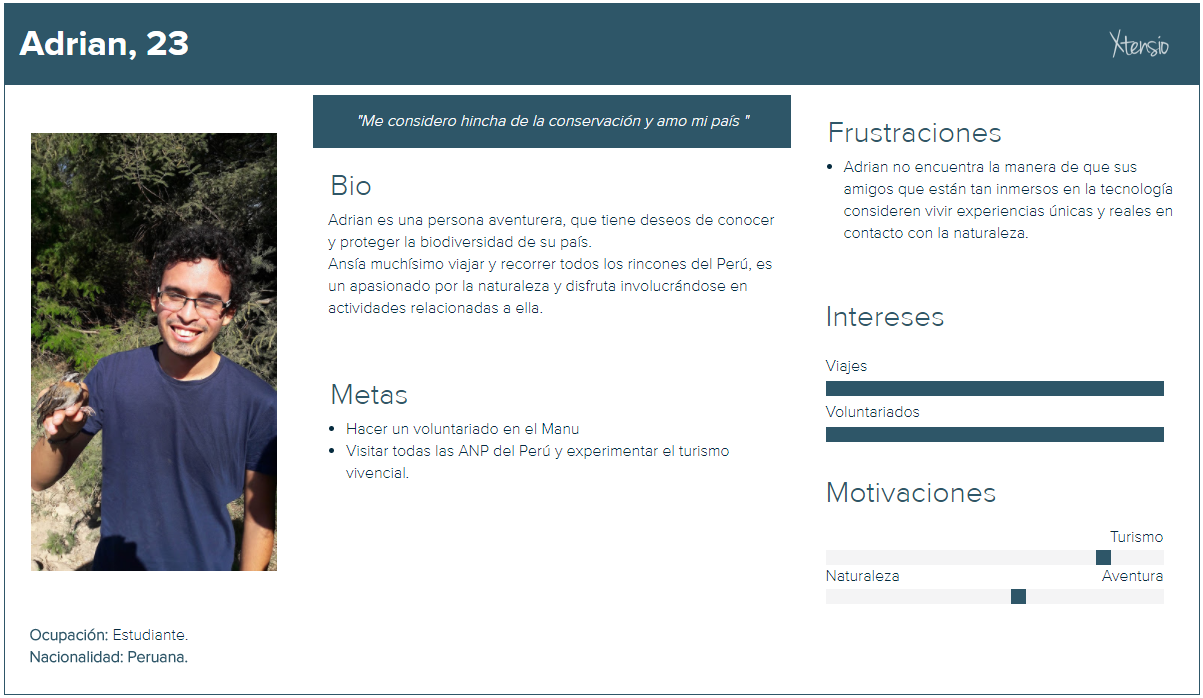 Adrian, 23
Xtensio
"Me considero hincha de la conservación y amo mi país "
Bio
Adrian es una persona aventurera, que tiene deseos de conocer
y proteger la biodiversidad de su país.
Ansía muchísimo viajar y recorrer todos los rincones del Perú, es
un apasionado por la naturaleza y disfruta involucrándose en
actividades relacionadas a ella.
Metas
• Hacer un voluntariado en el Manu
• Visitar todas las ANP del Perú y experimentar el turismo
vivencial.
Frustraciones
• Adrian no encuentra la manera de que sus
amigos que están tan inmersos en la tecnología
consideren vivir experiencias únicas y reales en
contacto con la naturaleza.
Intereses
Viajes
Voluntariados
Motivaciones
Turismo
Naturaleza Aventura
Ocupación: Estudiante.
Nacionalidad: Peruana.